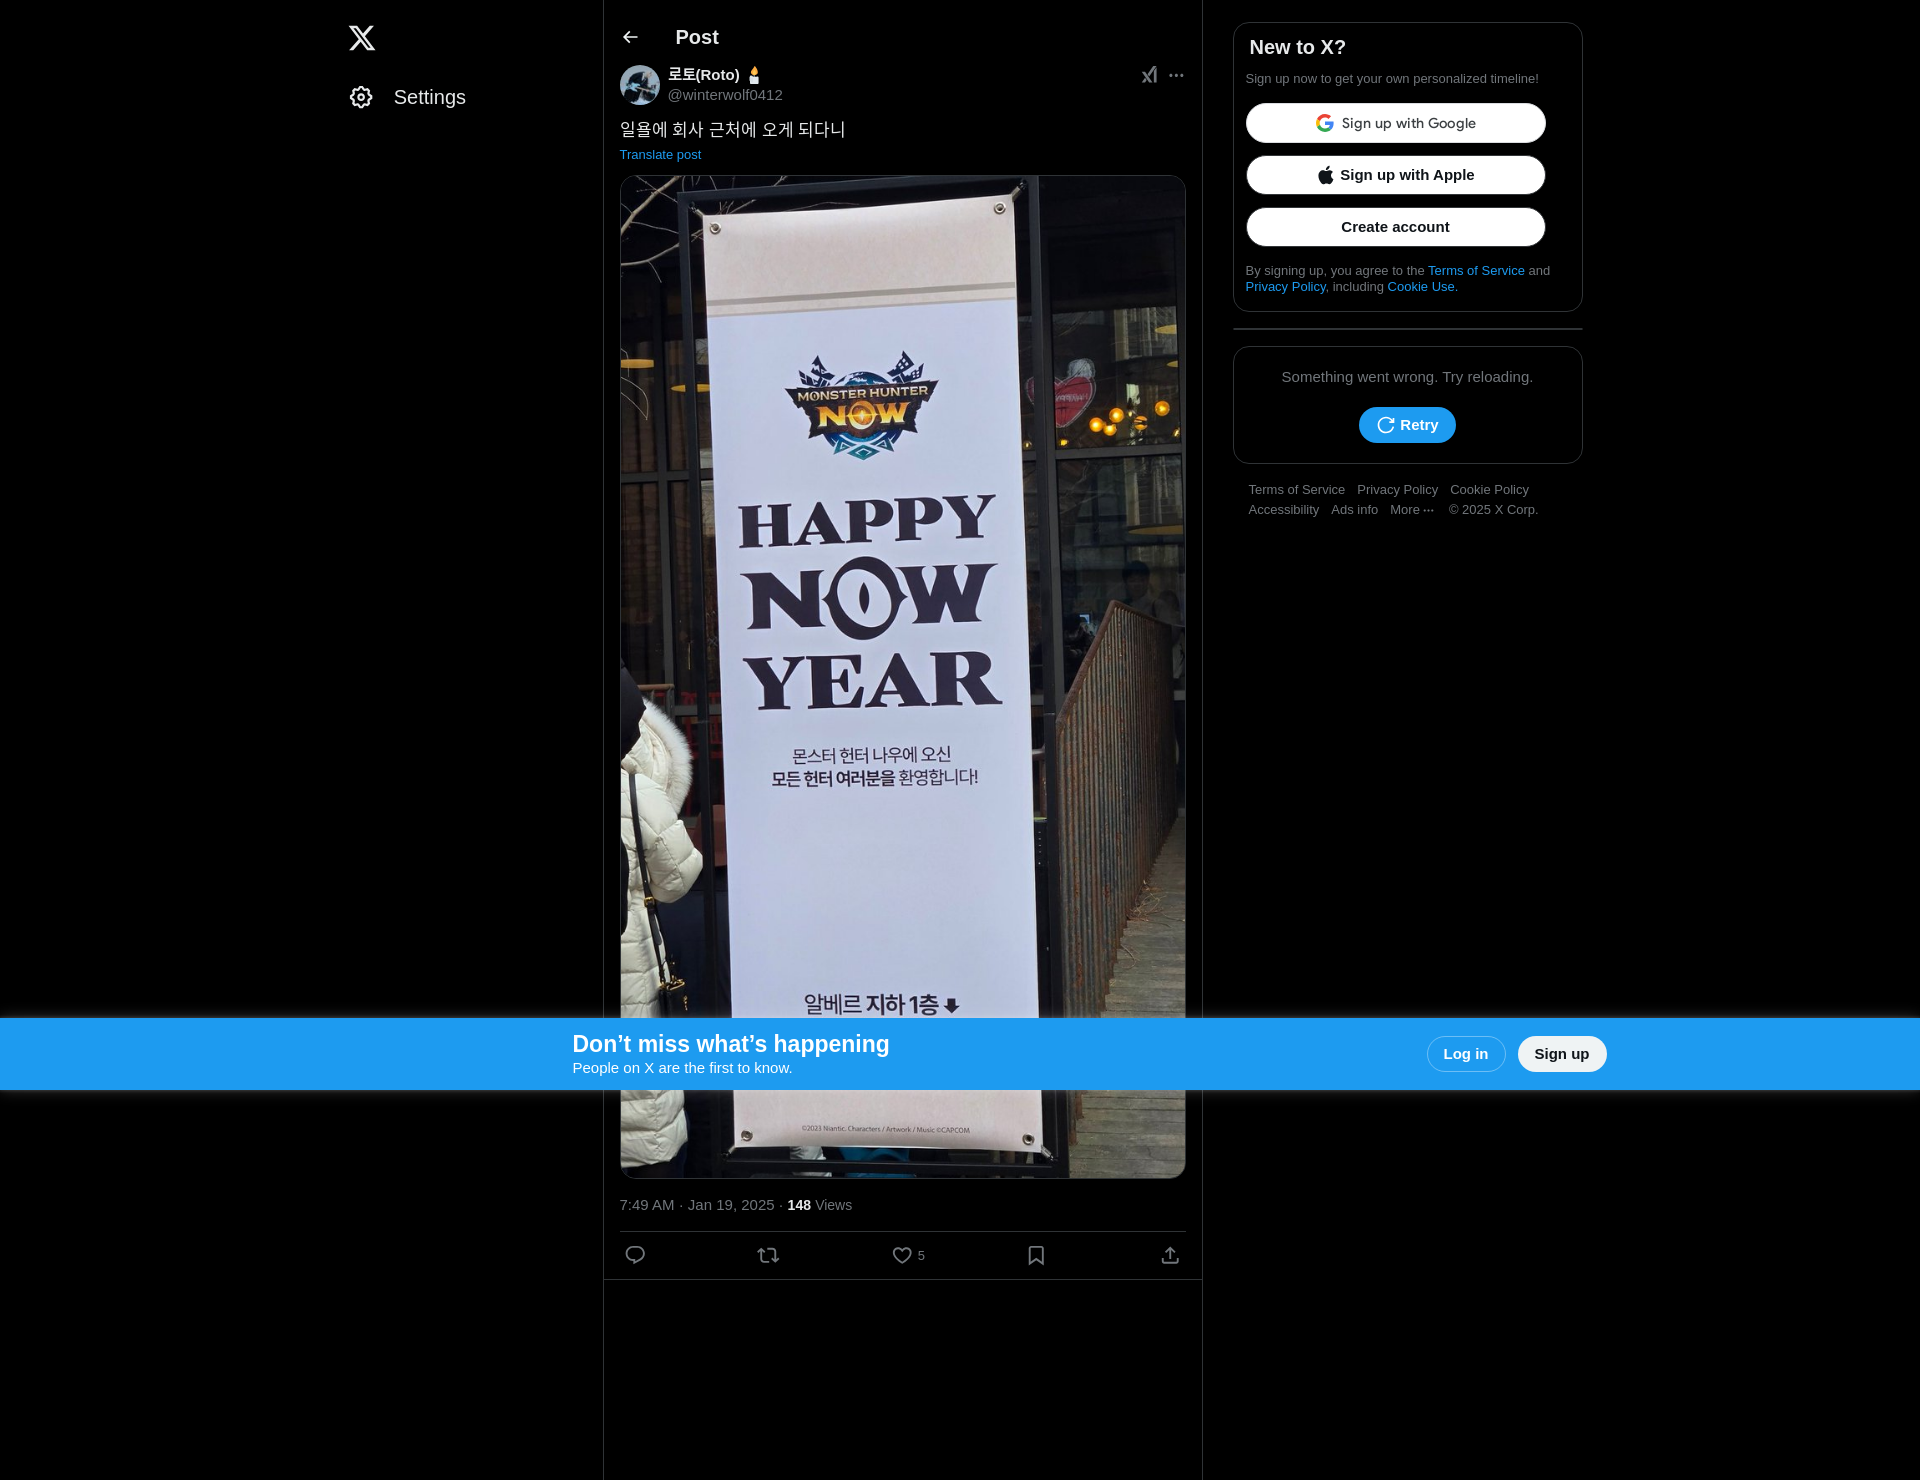 Settings
Post
로토(Roto)
@winterwolf0412
일욜에 회사 근처에 오게 되다니
Translate post
MONSTER HUNTER
NOW
HAPPY
NOW
YEAR
몬스터 헌터 나우에 오신
모든 헌터 여러분을 환영합니다!
알베르 지하 1층
©2023 Niantic. Characters / Artwork / Music ©CAPCOM
7:49 AM · Jan 19, 2025 · 148 Views
5
New to X?
Sign up now to get your own personalized timeline!
Sign up with Google
Sign up with Apple
Create account
By signing up, you agree to the Terms of Service and
Privacy Policy, including Cookie Use.
Something went wrong. Try reloading.
Retry
Terms of Service Privacy Policy Cookie Policy
Accessibility Ads info More ··· © 2025 X Corp.
Don’t miss what’s happening
People on X are the first to know.
Log in
Sign up